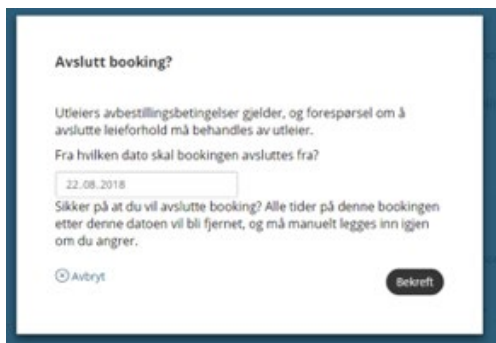 Avslutt booking?
Utleiers avbestillingsbetingelser gjelder, og forespørsel om å
avslutte leieforhold må behandles av utleier.
Fra hvilken dato skal bookingen avsluttes fra?
22.08.2018
Sikker på at du vil avslutte booking? Alle tider på denne bookingen
etter denne datoen vil bli fjernet, og må manuelt legges inn igjen
om du angrer.
Avbryt
Bekreft